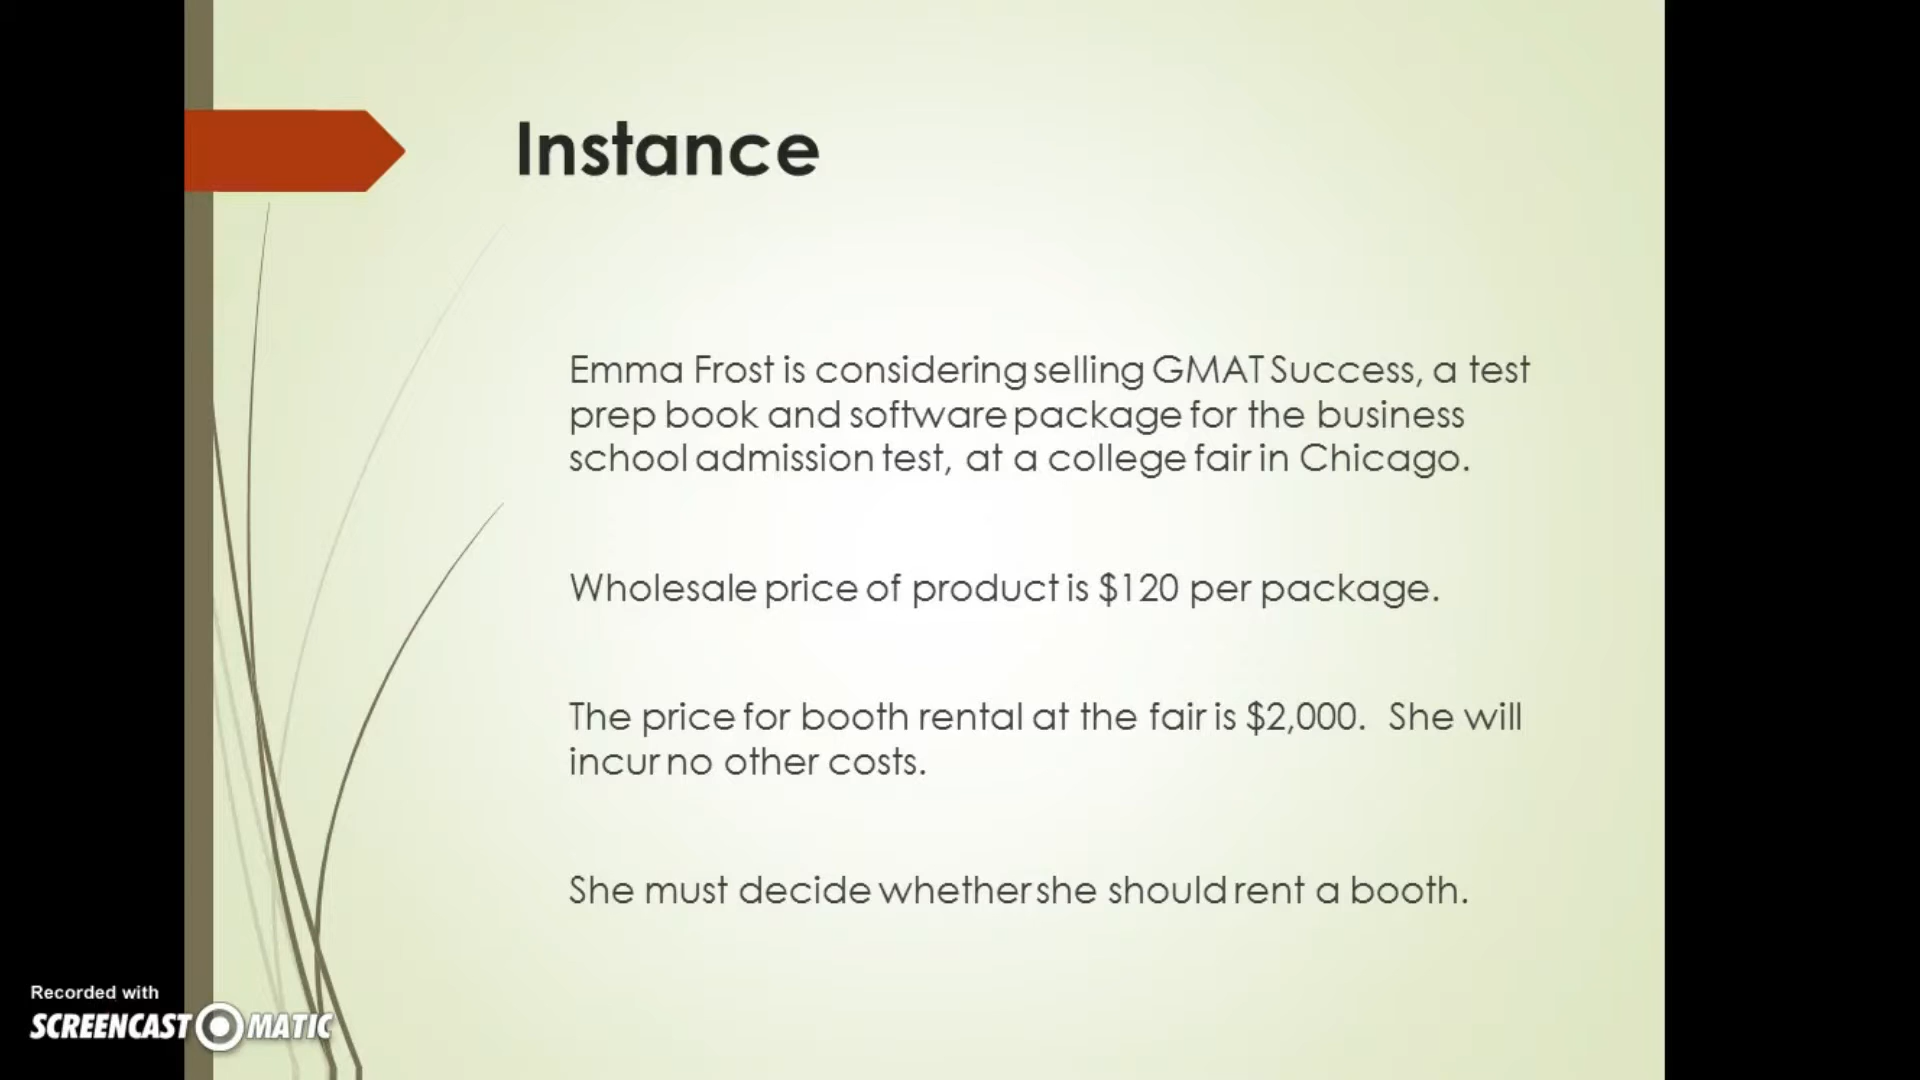 Instance
Emma Frost is considering selling GMAT Success, a test
prep book and software package for the business
school admission test, at a college fair in Chicago.
Wholesale price of product is $120 per package.
The price for booth rental at the fair is $2,000. She will
incur no other costs.
She must decide whether she should rent a booth.
Recorded with
SCREENCAST MATIC